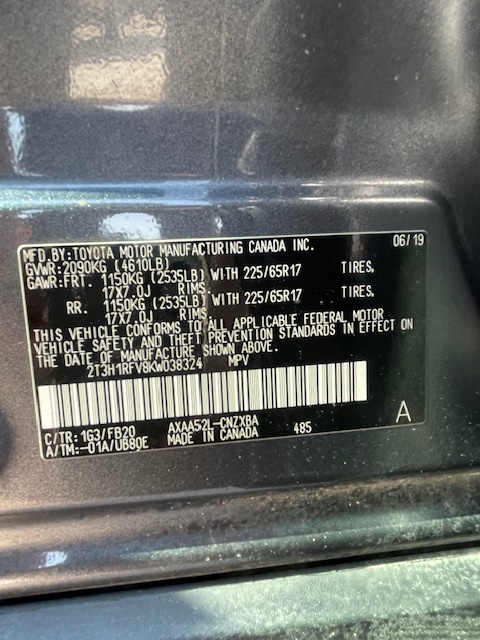 MFD.BY:TOYOTA MOTOR MANUFACTURING CANADA INC. 06/19
GVWR:2090KG (4610LB)
GAWR:FRT. 1150KG (2535LB) WITH 225/65R17 TIRES,
17X7.0J RIMS.
RR. 1150KG (2535LB) WITH 225/65R17 TIRES,
17X7.0J RIMS.
THIS VEHICLE CONFORMS TO ALL APPLICABLE FEDERAL MOTOR
VEHICLE SAFETY AND THEFT PREVENTION STANDARDS IN EFFECT ON
THE DATE OF MANUFACTURE SHOWN ABOVE.
2T3H1RFV8KW038324 MPV
C/TR:1G3/FB20 AXAA52L-CNZXBA A
A/TM:-01A/UB80E MADE IN CANADA 485